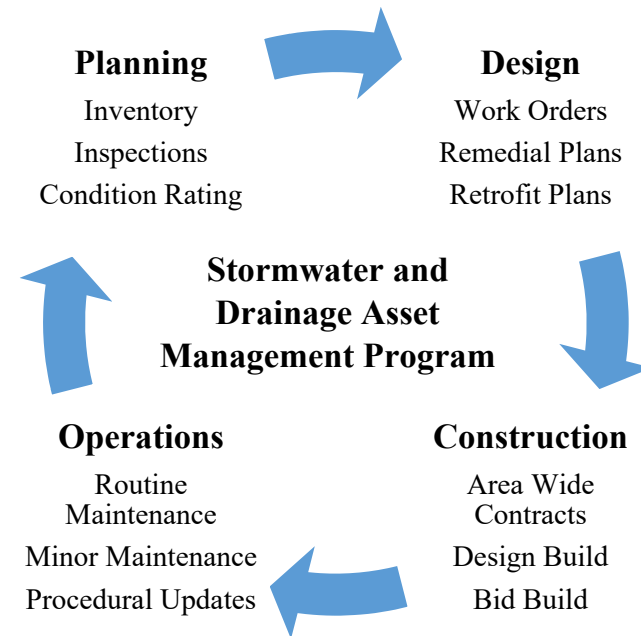 Planning
Inventory
Inspections
Condition Rating
Design
Work Orders
Remedial Plans
Retrofit Plans
Stormwater and
Drainage Asset
Management Program
Operations
Routine
Maintenance
Minor Maintenance
Procedural Updates
Construction
Area Wide
Contracts
Design Build
Bid Build